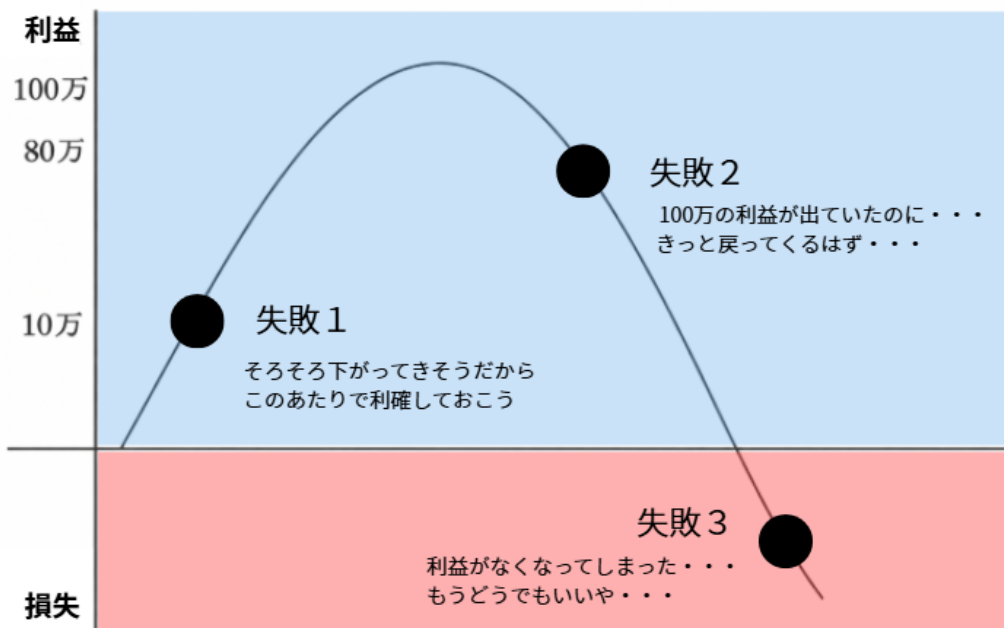 利益
100万
80万
失敗２
100万の利益が出ていたのに・・・
きっと戻ってくるはず・・・
10万
失敗１
そろそろ下がってきそうだから
このあたりで利確しておこう
失敗３
利益がなくなってしまった・・・
もうどうでもいいや・・・
損失